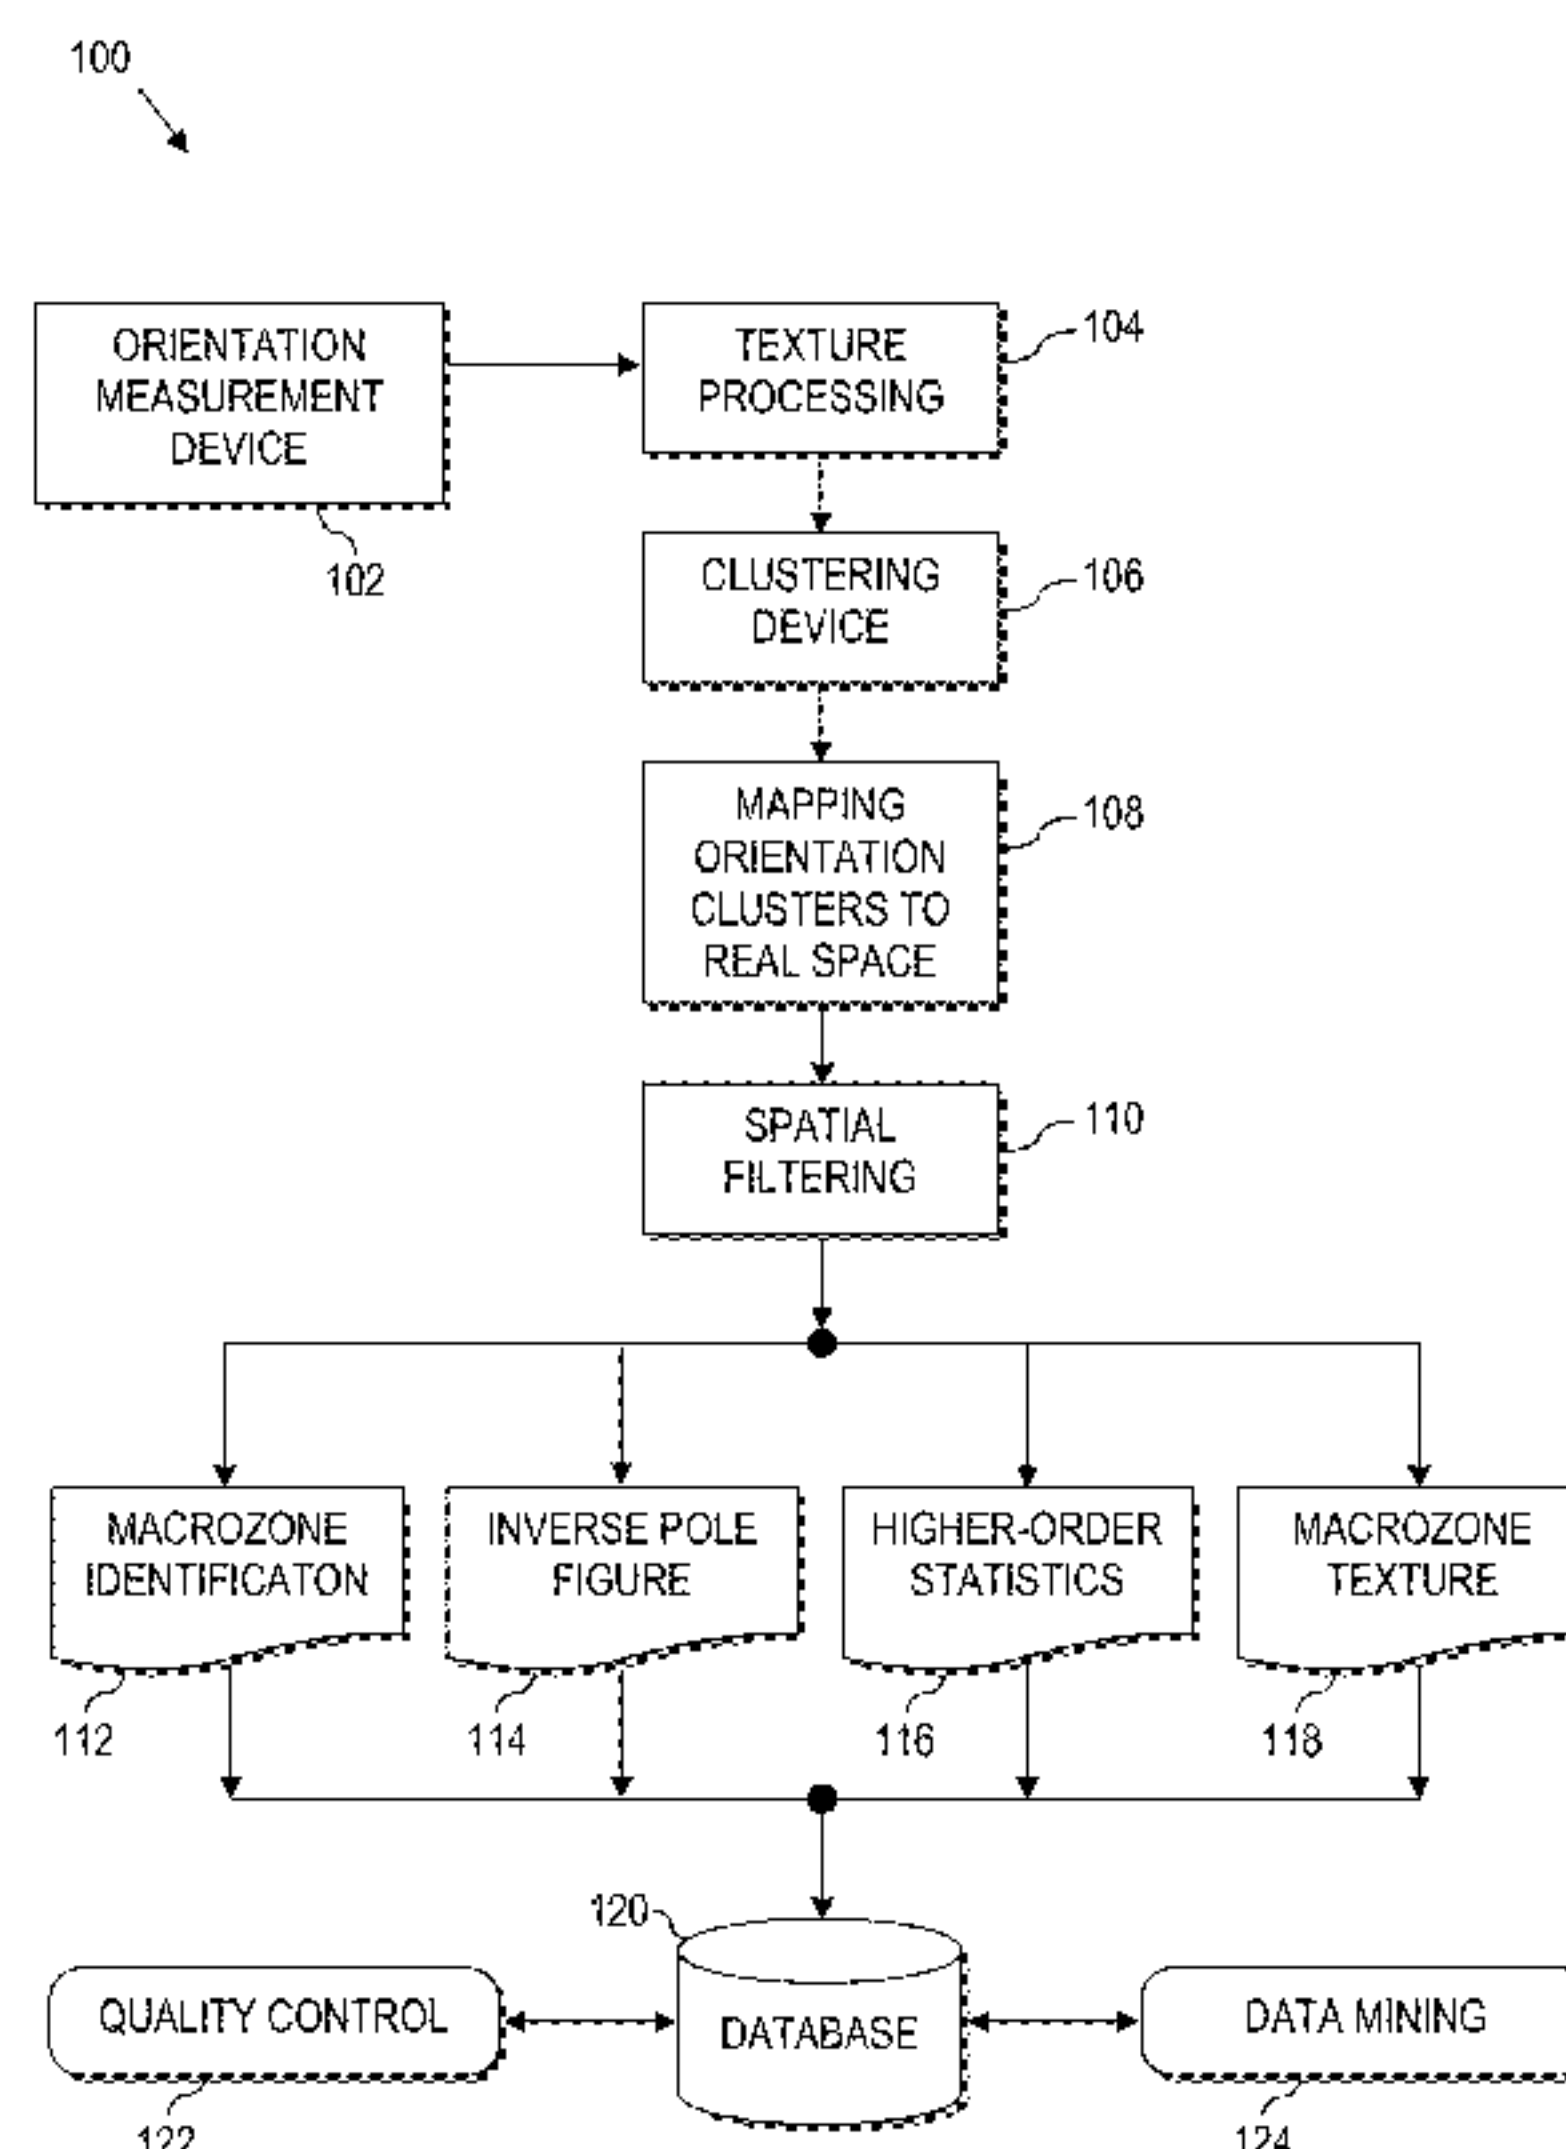 100
ORIENTATION
MEASUREMENT
DEVICE
102
TEXTURE
PROCESSING
104
CLUSTERING
DEVICE
106
MAPPING
ORIENTATION
CLUSTERS TO
REAL SPACE
108
SPATIAL
FILTERING
110
MACROZONE
IDENTIFICATON
112
INVERSE POLE
FIGURE
114
HIGHER-ORDER
STATISTICS
116
MACROZONE
TEXTURE
118
120
DATABASE
QUALITY CONTROL
122
DATA MINING
124